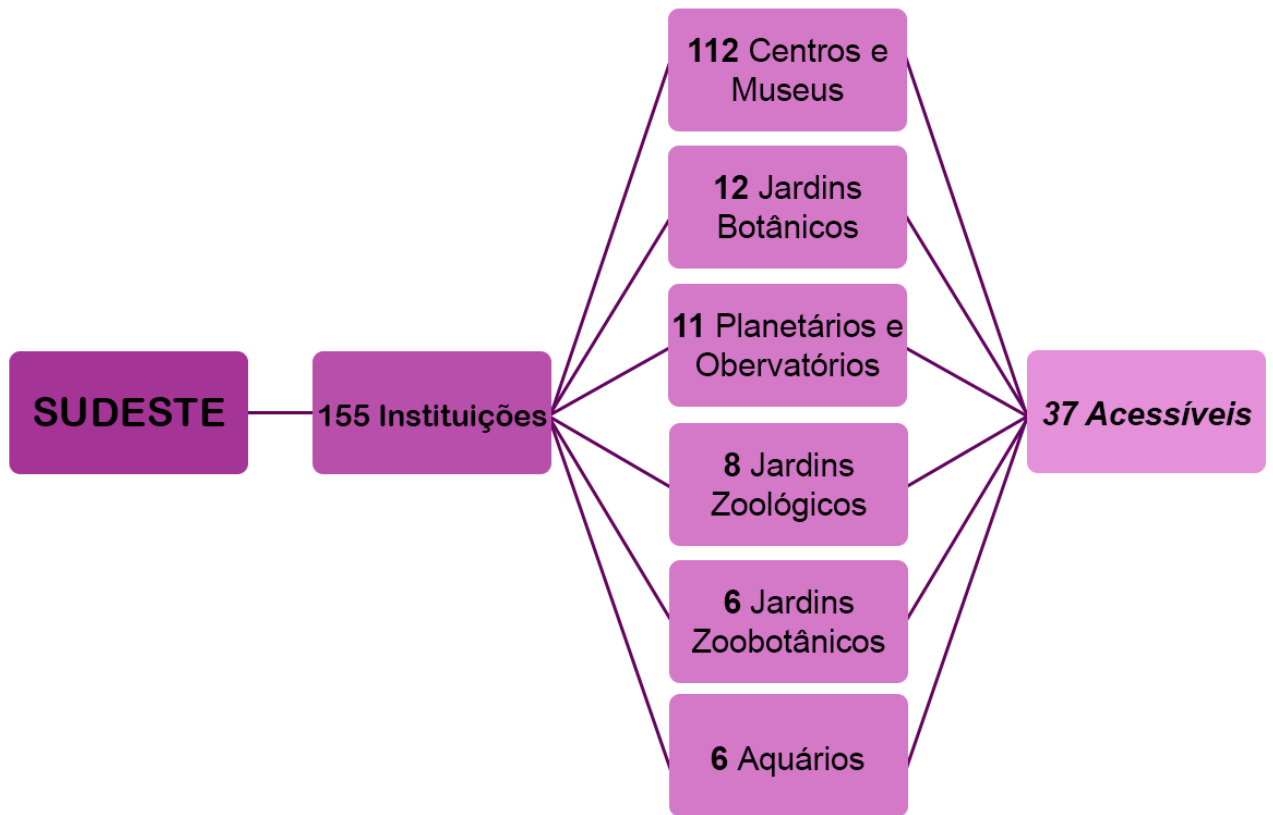 SUDESTE
155 Instituições
112 Centros e
Museus
12 Jardins
Botânicos
11 Planetários e
Obervatórios
8 Jardins
Zoológicos
6 Jardins
Zoobotânicos
6 Aquários
37 Acessíveis